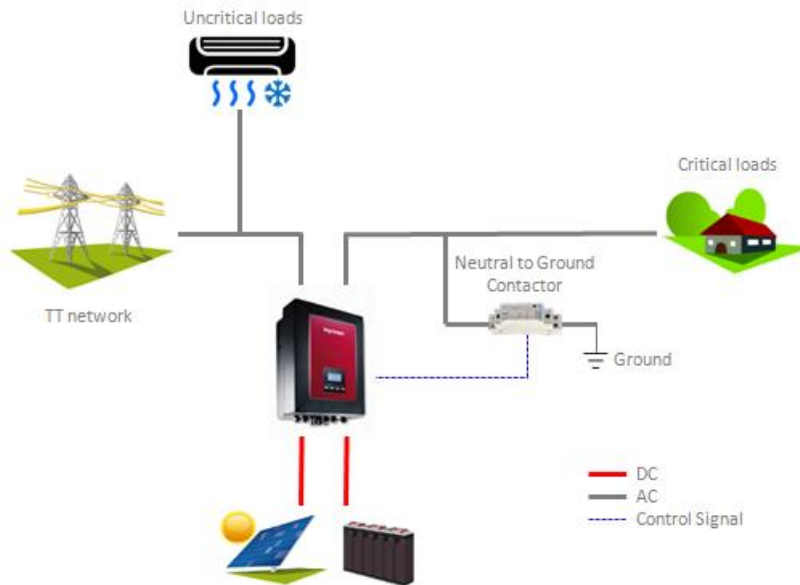 Uncritical loads
Critical loads
Neutral to Ground
Contactor
TT network
Ground
DC
AC
Control Signal